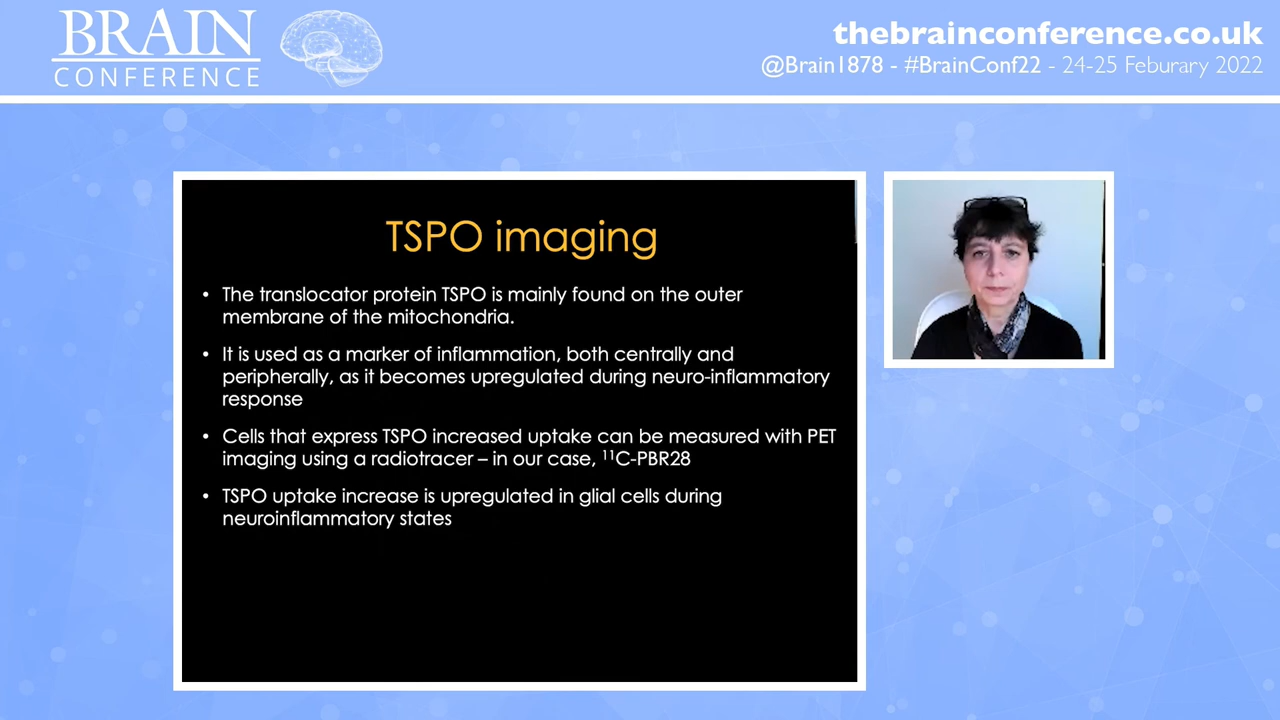 BRAIN
CONFERENCE
thebrainconference.co.uk
@Brain1878 - #BrainConf22 - 24-25 Feburary 2022
TSPO imaging
• The translocator protein TSPO is mainly found on the outer
membrane of the mitochondria.
• It is used as a marker of inflammation, both centrally and
peripherally, as it becomes upregulated during neuro-inflammatory
response
• Cells that express TSPO increased uptake can be measured with PET
imaging using a radiotracer – in our case, ¹¹C-PBR28
• TSPO uptake increase is upregulated in glial cells during
neuroinflammatory states